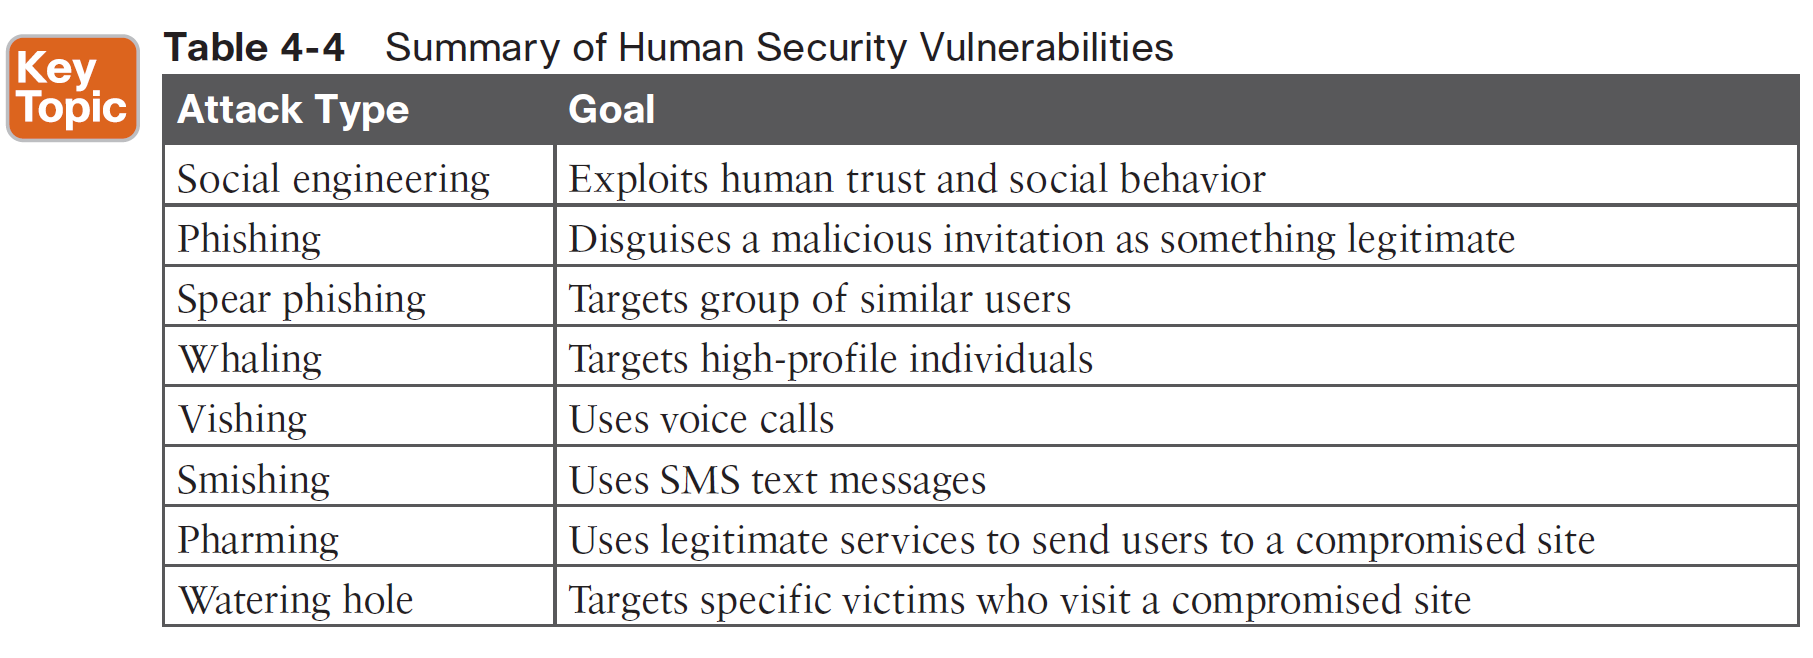 Key
Topic
Table 4-4 Summary of Human Security Vulnerabilities
Attack Type Goal
Social engineering Exploits human trust and social behavior
Phishing Disguises a malicious invitation as something legitimate
Spear phishing Targets group of similar users
Whaling Targets high-profile individuals
Vishing Uses voice calls
Smishing Uses SMS text messages
Pharming Uses legitimate services to send users to a compromised site
Watering hole Targets specific victims who visit a compromised site